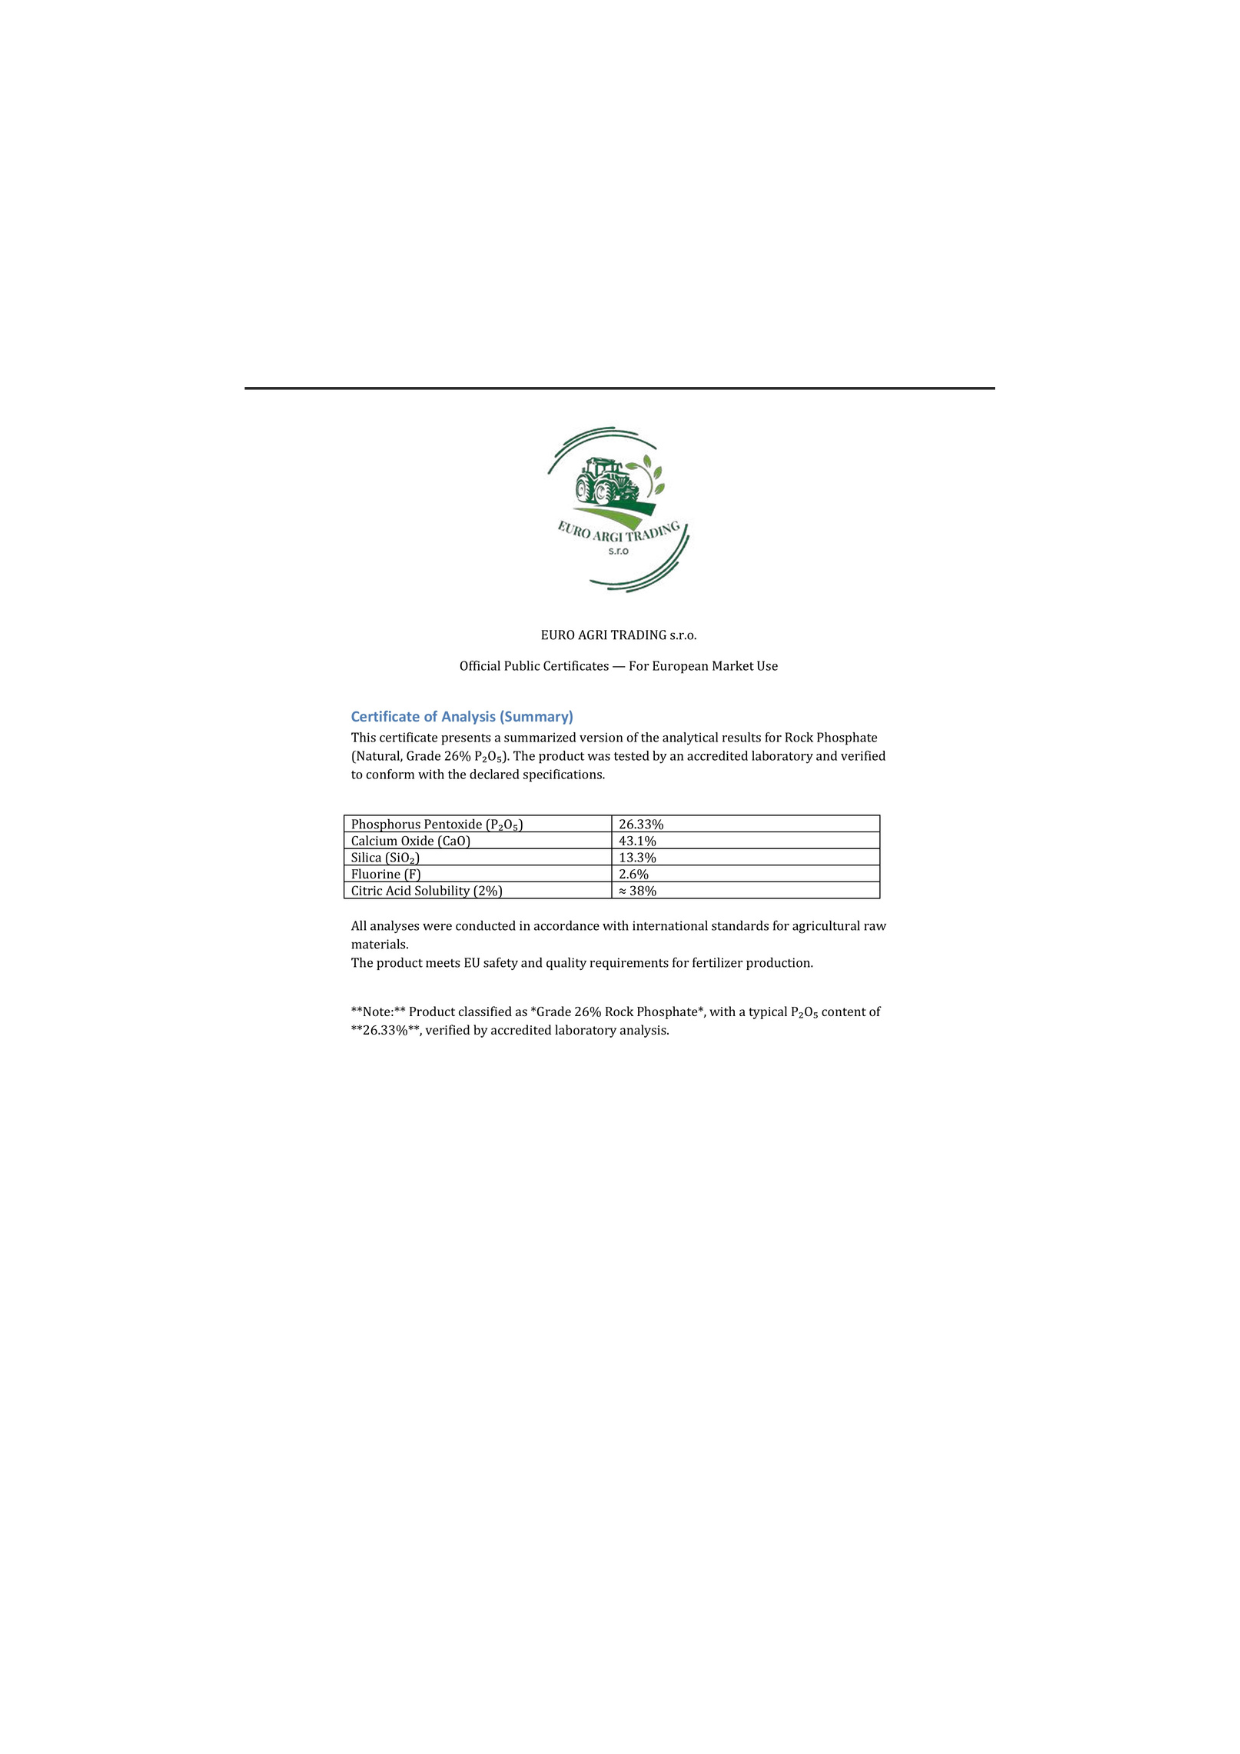 EURO ARGI TRADING
s.r.o
EURO AGRI TRADING s.r.o.
Official Public Certificates — For European Market Use
Certificate of Analysis (Summary)
This certificate presents a summarized version of the analytical results for Rock Phosphate
(Natural, Grade 26% P₂O₅). The product was tested by an accredited laboratory and verified
to conform with the declared specifications.
Phosphorus Pentoxide (P₂O₅) 26.33%
Calcium Oxide (CaO) 43.1%
Silica (SiO₂) 13.3%
Fluorine (F) 2.6%
Citric Acid Solubility (2%) ≈ 38%
All analyses were conducted in accordance with international standards for agricultural raw
materials.
The product meets EU safety and quality requirements for fertilizer production.
**Note:** Product classified as *Grade 26% Rock Phosphate*, with a typical P₂O₅ content of
**26.33%**, verified by accredited laboratory analysis.